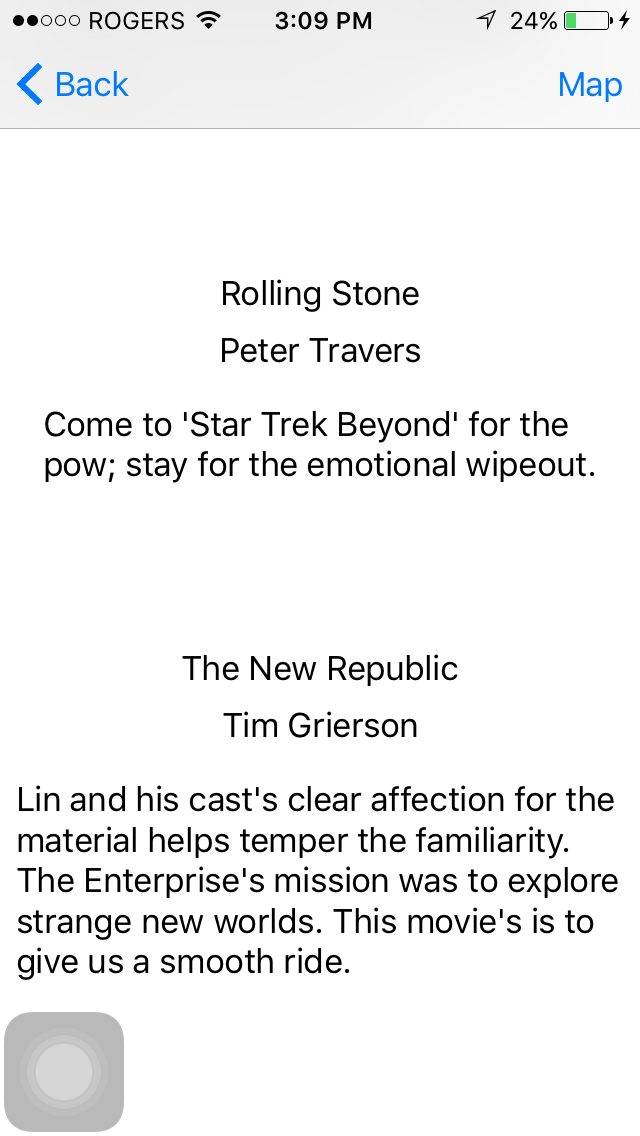 ROGERS 3:09 PM 24%
Back Map
Rolling Stone
Peter Travers
Come to 'Star Trek Beyond' for the
pow; stay for the emotional wipeout.
The New Republic
Tim Grierson
Lin and his cast's clear affection for the
material helps temper the familiarity.
The Enterprise's mission was to explore
strange new worlds. This movie's is to
give us a smooth ride.